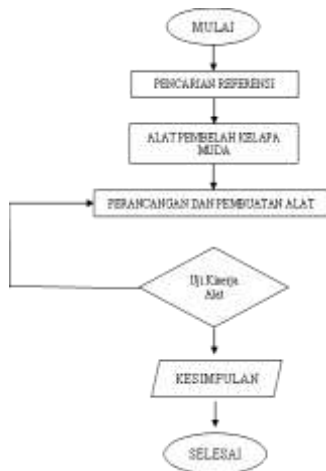 MULAI
PENCARIAN REFERENSI
ALAT PEMBELAH KELAPA
MUDA
PERANCANGAN DAN PEMBUATAN ALAT
Uji Kinerja
Alat
KESIMPULAN
SELESAI